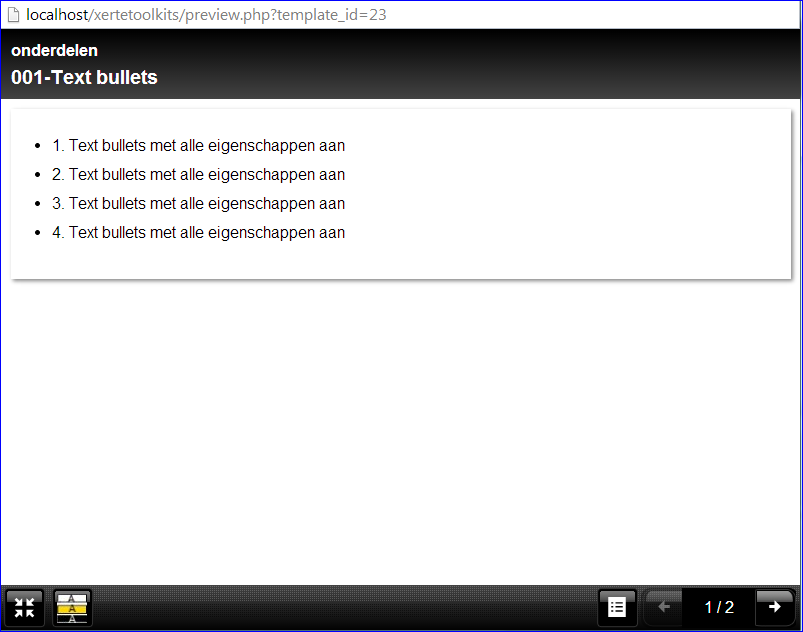 localhost/xertetoolkits/preview.php?template_id=23
onderdelen
001-Text bullets
• 1. Text bullets met alle eigenschappen aan
• 2. Text bullets met alle eigenschappen aan
• 3. Text bullets met alle eigenschappen aan
• 4. Text bullets met alle eigenschappen aan
A
A
A
1 / 2